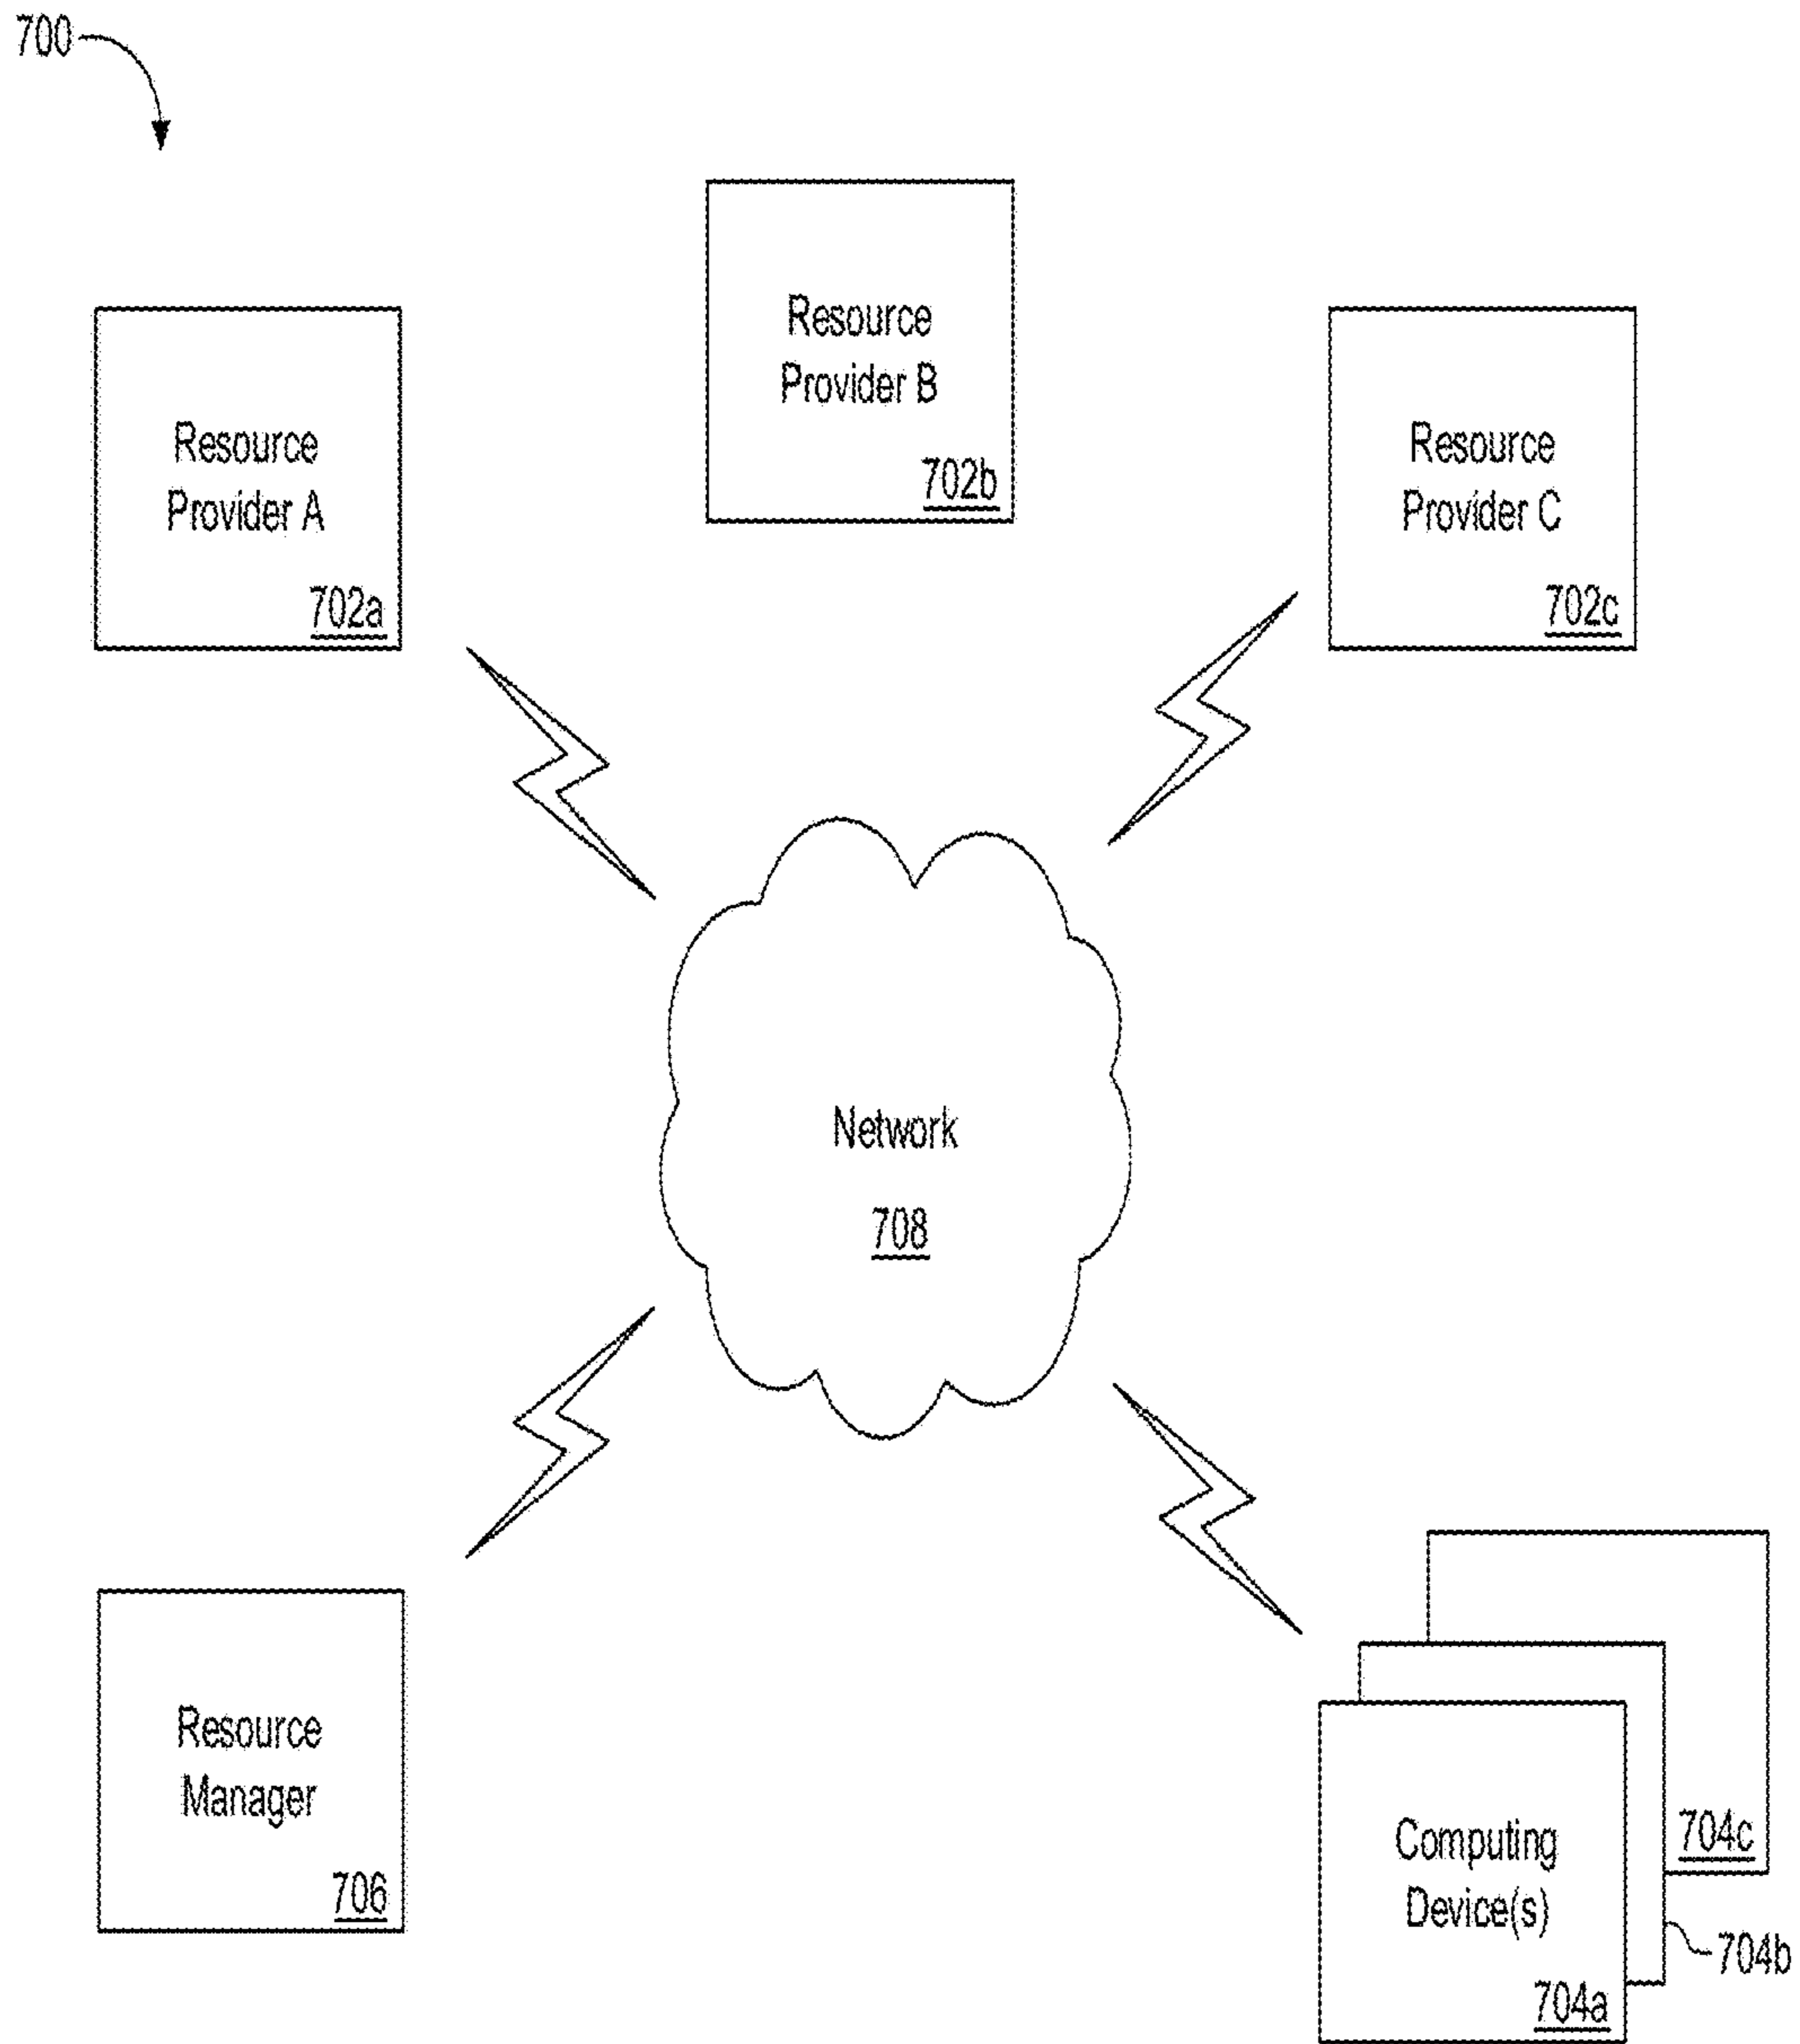 700
Resource
Provider A
702a
Resource
Provider B
702b
Resource
Provider C
702c
Network
708
Resource
Manager
706
Computing
Device(s)
704a
704b
704c